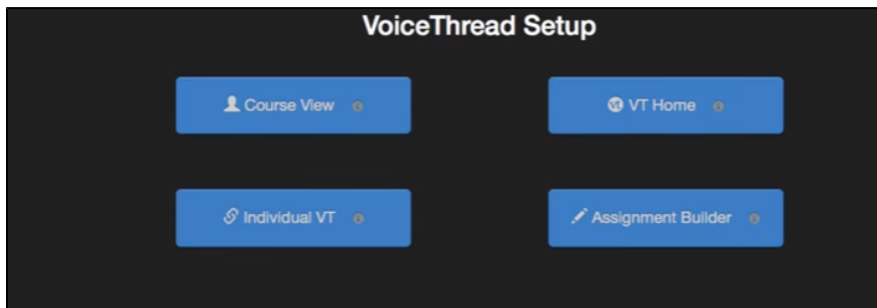 VoiceThread Setup
Course View
VT Home
Individual VT
Assignment Builder